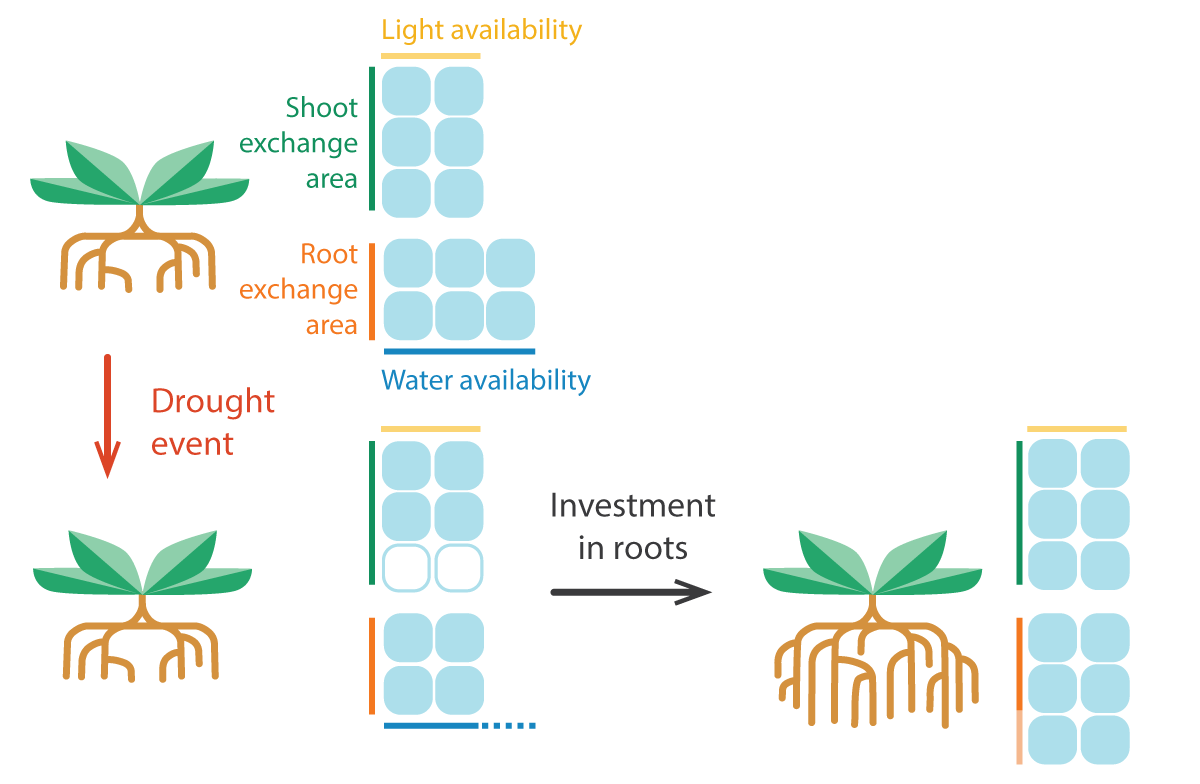 Light availability
Shoot
exchange
area
Root
exchange
area
Water availability
Drought
event
Investment
in roots